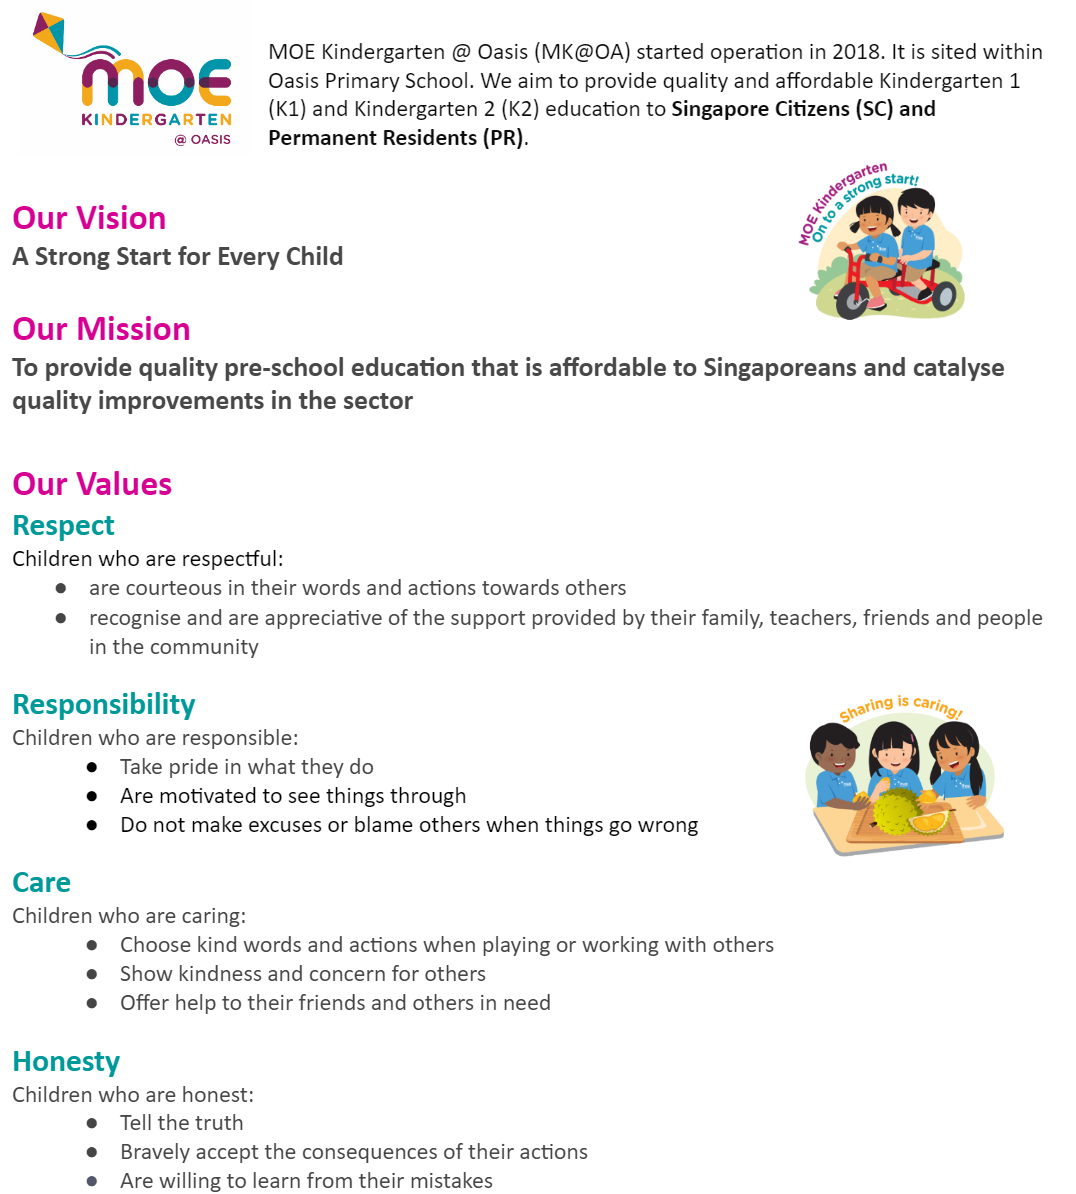 moe
KINDERGARTEN
@ OASIS
MOE Kindergarten @ Oasis (MK@OA) started operation in 2018. It is sited within
Oasis Primary School. We aim to provide quality and affordable Kindergarten 1
(K1) and Kindergarten 2 (K2) education to Singapore Citizens (SC) and
Permanent Residents (PR).
MOE Kindergarten
On to a strong start!
Our Vision
A Strong Start for Every Child
Our Mission
To provide quality pre-school education that is affordable to Singaporeans and catalyse
quality improvements in the sector
Our Values
Respect
Children who are respectful:
● are courteous in their words and actions towards others
● recognise and are appreciative of the support provided by their family, teachers, friends and people
in the community
Responsibility
Children who are responsible:
● Take pride in what they do
● Are motivated to see things through
● Do not make excuses or blame others when things go wrong
Sharing is caring!
Care
Children who are caring:
● Choose kind words and actions when playing or working with others
● Show kindness and concern for others
● Offer help to their friends and others in need
Honesty
Children who are honest:
● Tell the truth
● Bravely accept the consequences of their actions
● Are willing to learn from their mistakes